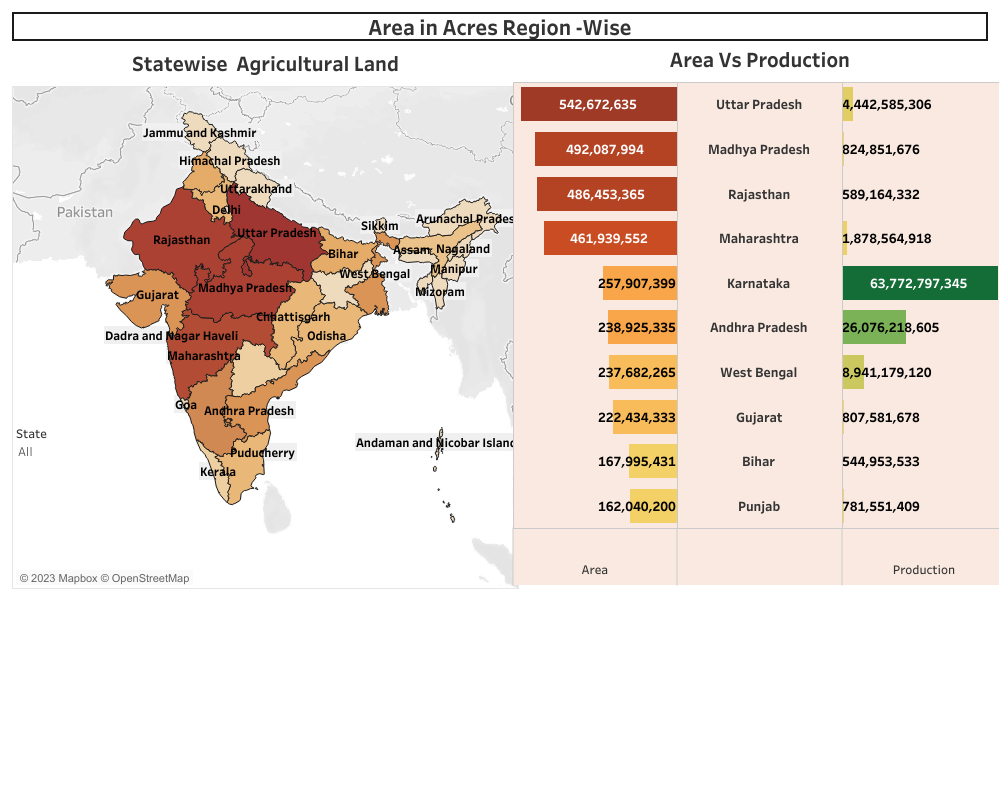 Area in Acres Region -Wise
Statewise  Agricultural Land
Area Vs Production
Jammu and Kashmir
Himachal Pradesh
Uttarakhand
Pakistan
Delhi
Arunachal Prades
Sikkim
Rajasthan
Uttar Pradesh
Bihar
Assam
Nagaland
Manipur
West Bengal
Gujarat
Madhya Pradesh
Mizoram
Chhattisgarh
Dadra and Nagar Haveli
Odisha
Maharashtra
Goa
Andhra Pradesh
Andaman and Nicobar Island
Puducherry
Kerala
State
All
© 2023 Mapbox © OpenStreetMap
542,672,635 Uttar Pradesh 4,442,585,306
492,087,994 Madhya Pradesh 824,851,676
486,453,365 Rajasthan 589,164,332
461,939,552 Maharashtra 1,878,564,918
257,907,399 Karnataka 63,772,797,345
238,925,335 Andhra Pradesh 26,076,218,605
237,682,265 West Bengal 8,941,179,120
222,434,333 Gujarat 807,581,678
167,995,431 Bihar 544,953,533
162,040,200 Punjab 781,551,409
Area Production